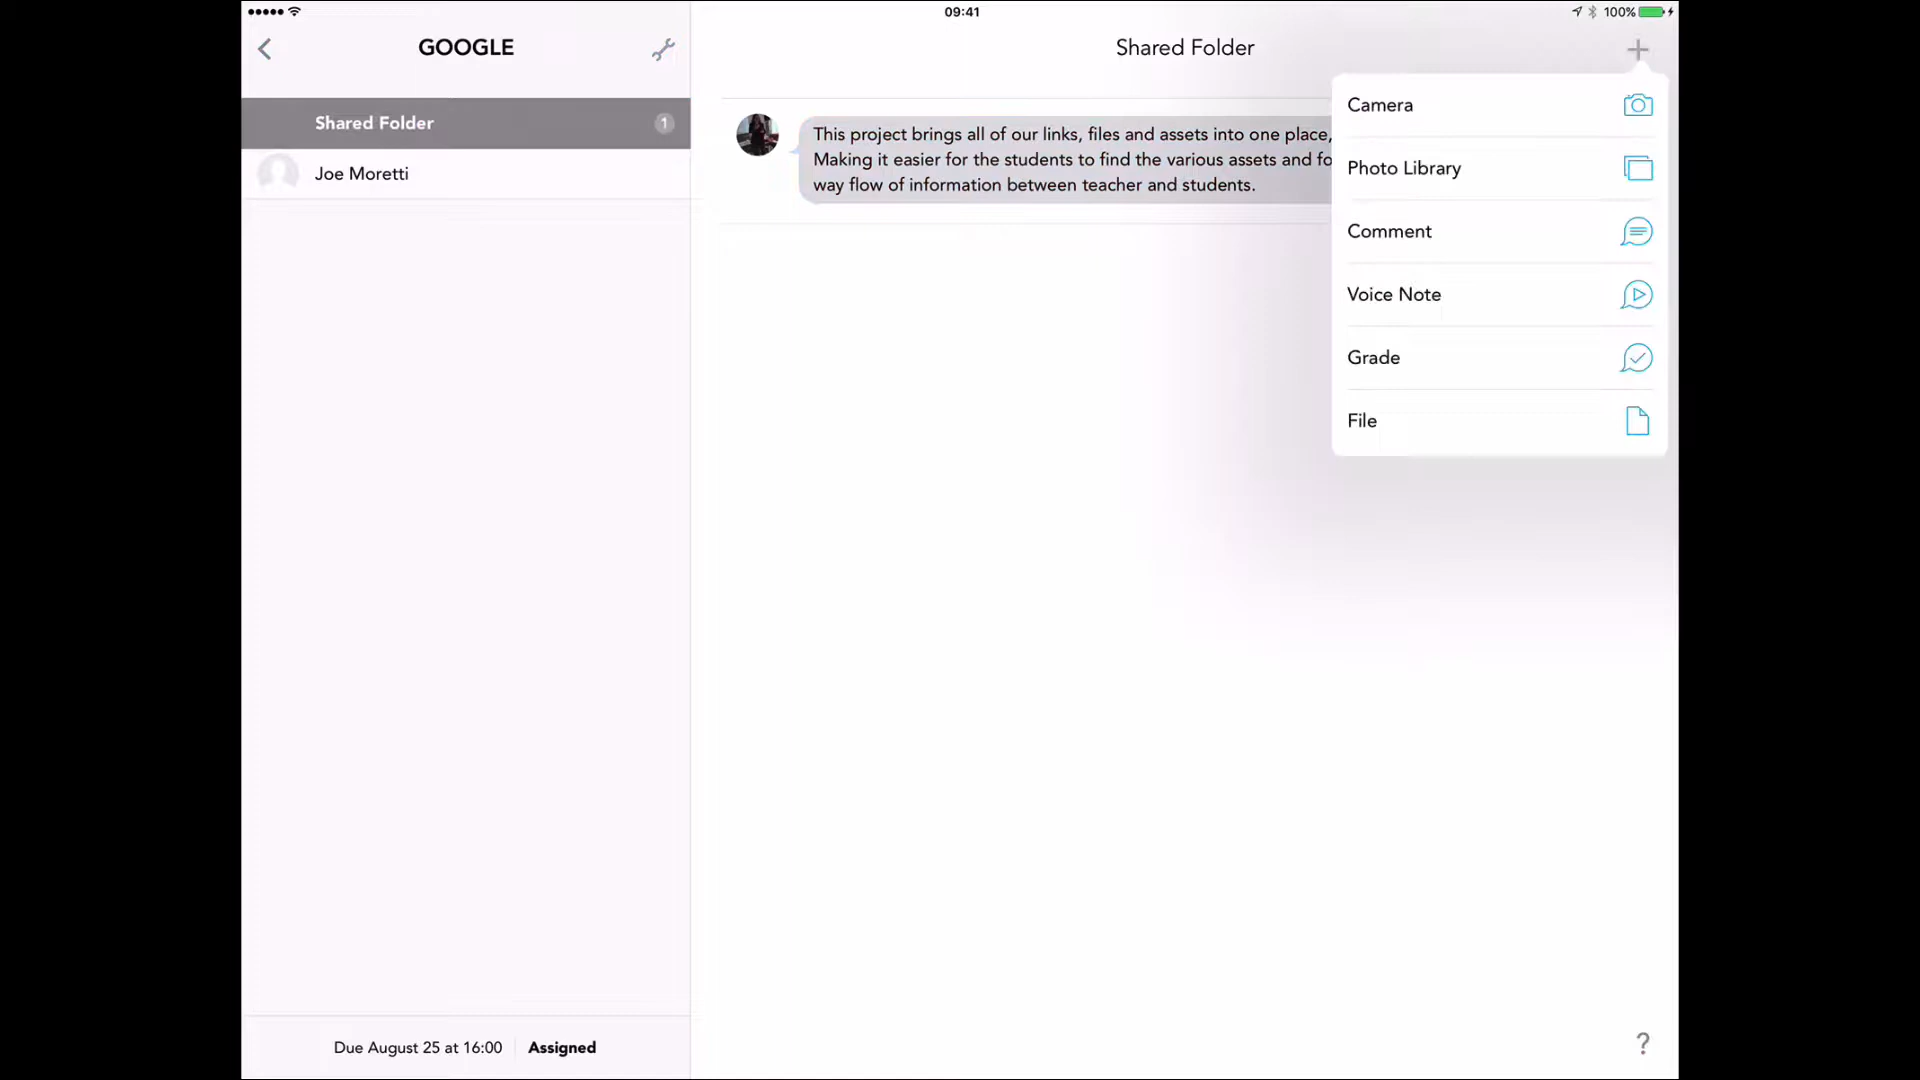 09:41
100%
GOOGLE
Shared Folder
1
Joe Moretti
Due August 25 at 16:00
Assigned
Shared Folder
This project brings all of our links, files and assets into one place,
Making it easier for the students to find the various assets and fo
way flow of information between teacher and students.
Camera
Photo Library
Comment
Voice Note
Grade
File
?